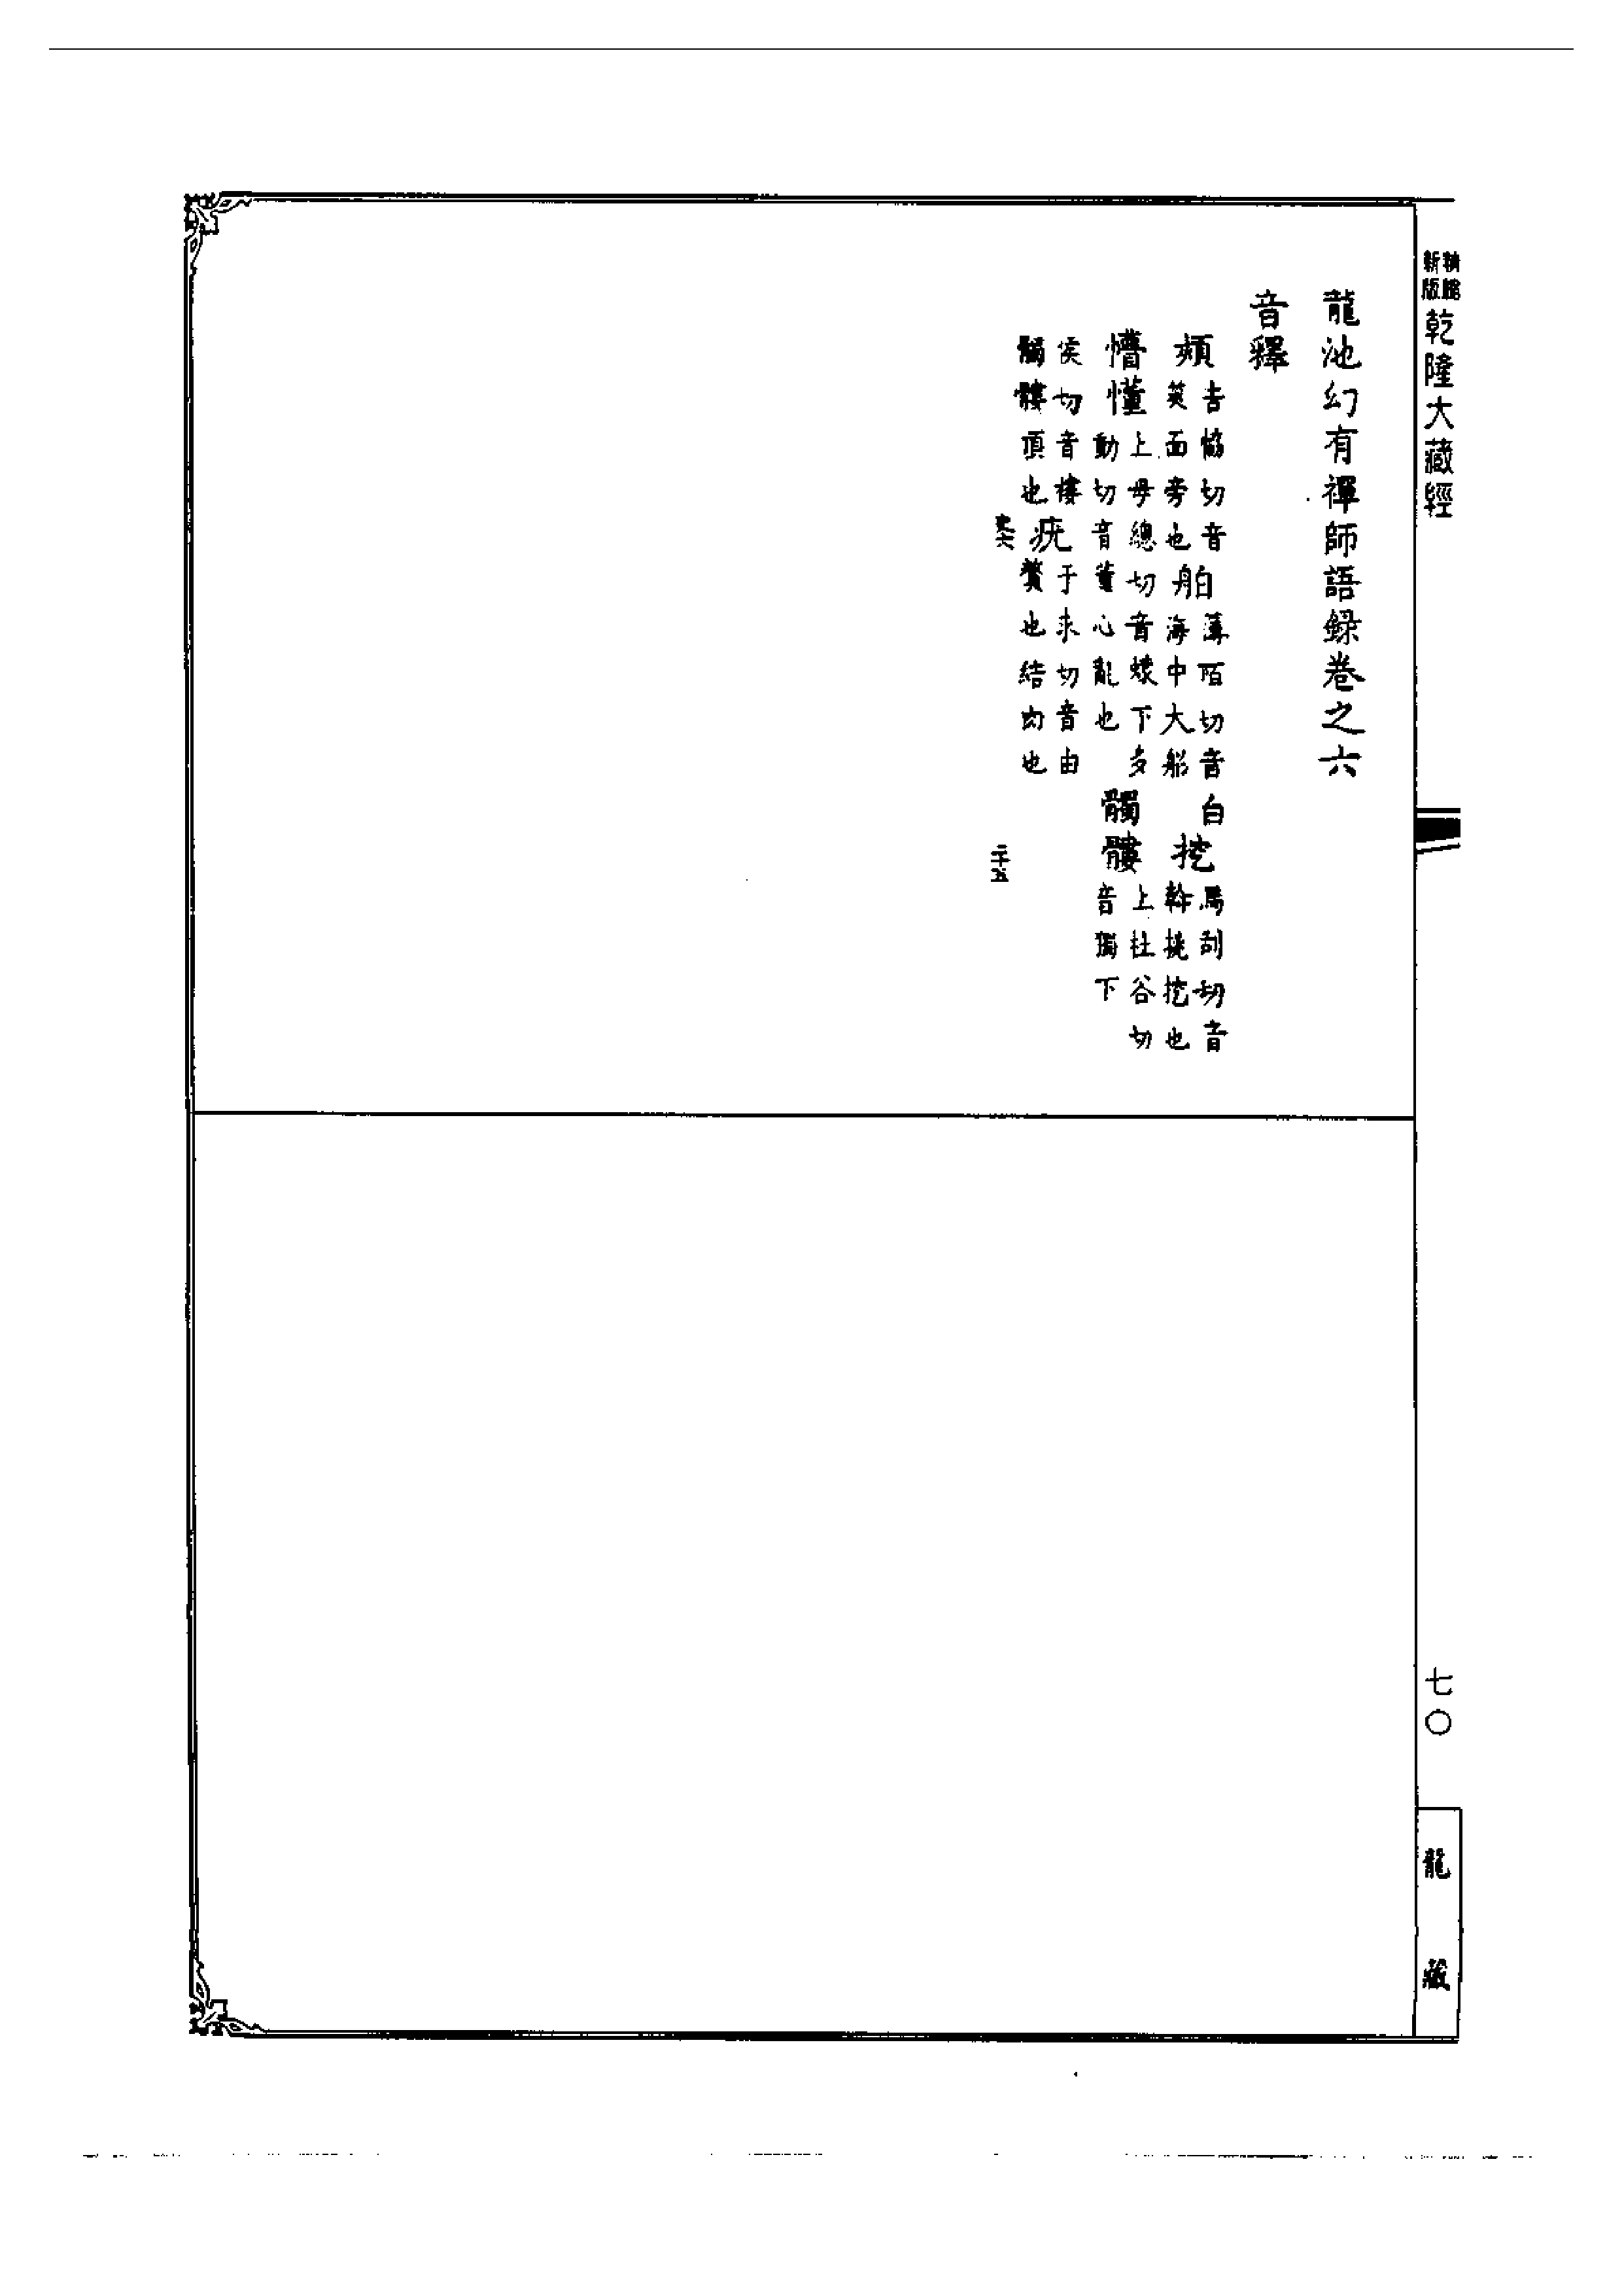 新版
乾隆大藏經
七〇
龍藏
龍池幻有禪師語錄卷之六
音釋
頰吉協切音莢面旁也舶薄陌切音白海中大船挖烏刮切音斡挑挖也
懵懂上母總切音蠓下多動切音董心亂也髑髏上杜谷切音獨下
侯切音樓髑髏頂也疣于求切音由贅也結肉也
史六
二十五